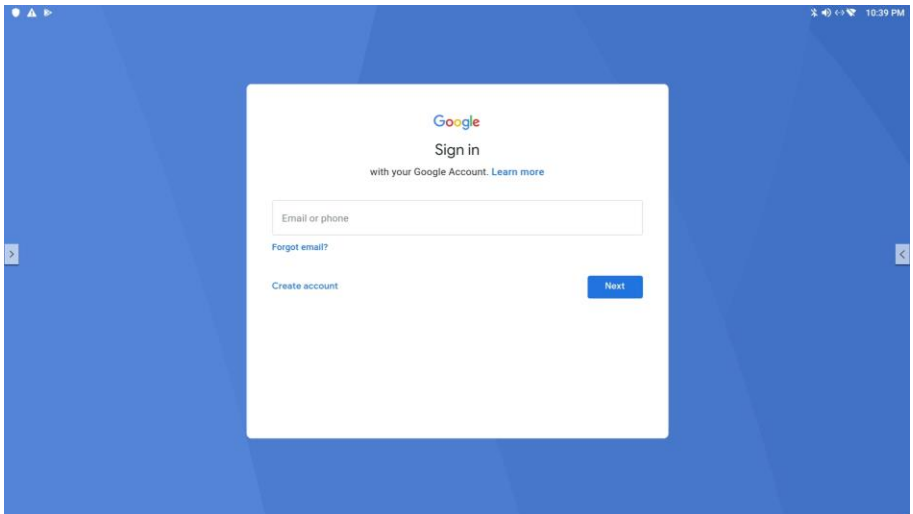 10:39 PM
Google
Sign in
with your Google Account. Learn more
Email or phone
Forgot email?
Create account
Next